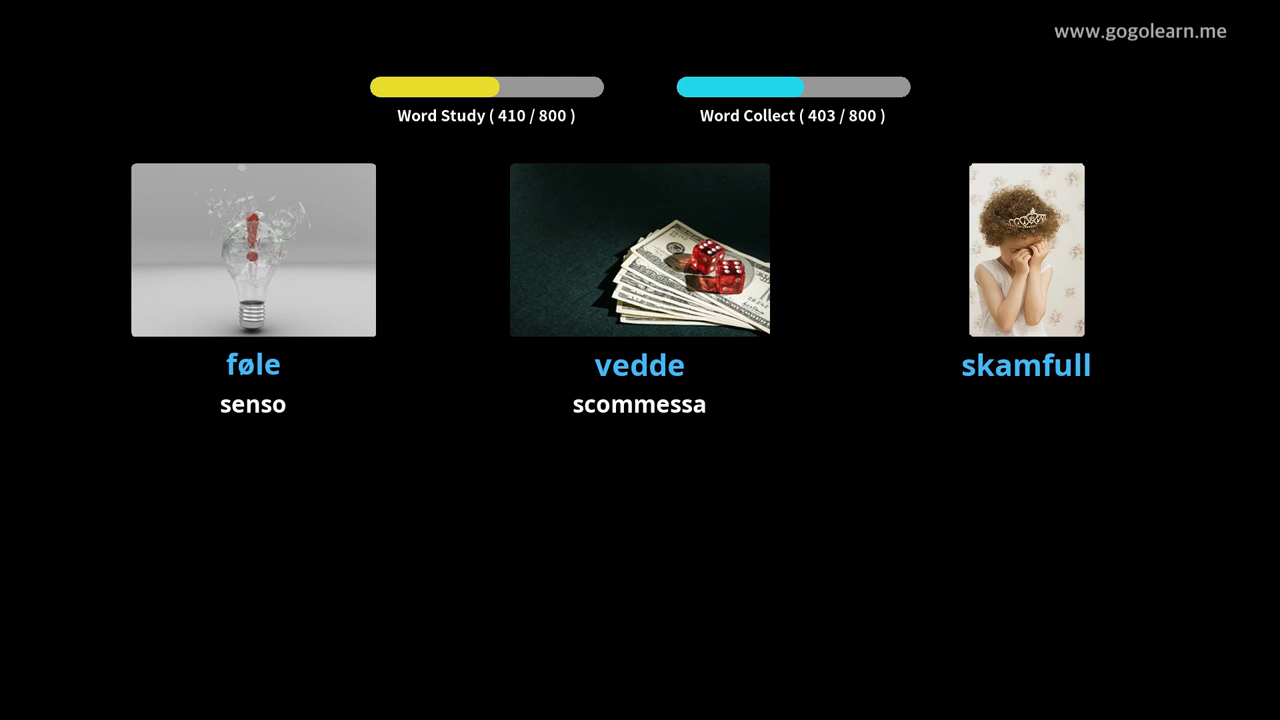 www.gogolearn.me
Word Study ( 410 / 800 )
Word Collect ( 403 / 800 )
føle
vedde
skamfull
senso
scommessa